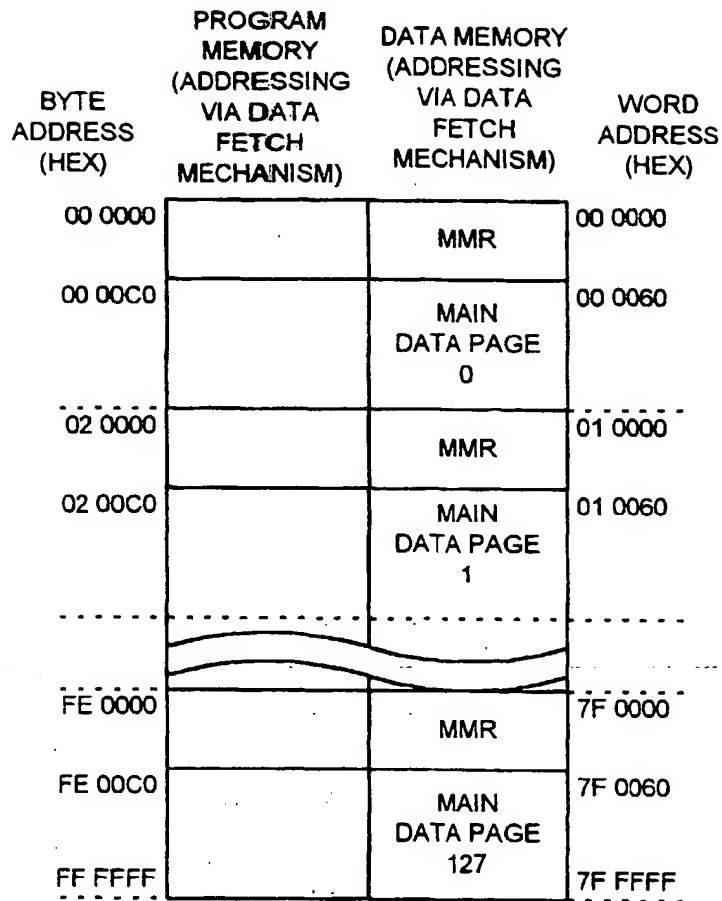 BYTE
ADDRESS
(HEX)
PROGRAM
MEMORY
(ADDRESSING
VIA DATA
FETCH
MECHANISM)
DATA MEMORY
(ADDRESSING
VIA DATA
FETCH
MECHANISM)
WORD
ADDRESS
(HEX)
00 0000
MMR
00 0000
00 00C0
MAIN
DATA PAGE
0
00 0060
02 0000
MMR
01 0000
02 00C0
MAIN
DATA PAGE
1
01 0060
FE 0000
MMR
7F 0000
FE 00C0
MAIN
DATA PAGE
127
7F 0060
FF FFFF
7F FFFF